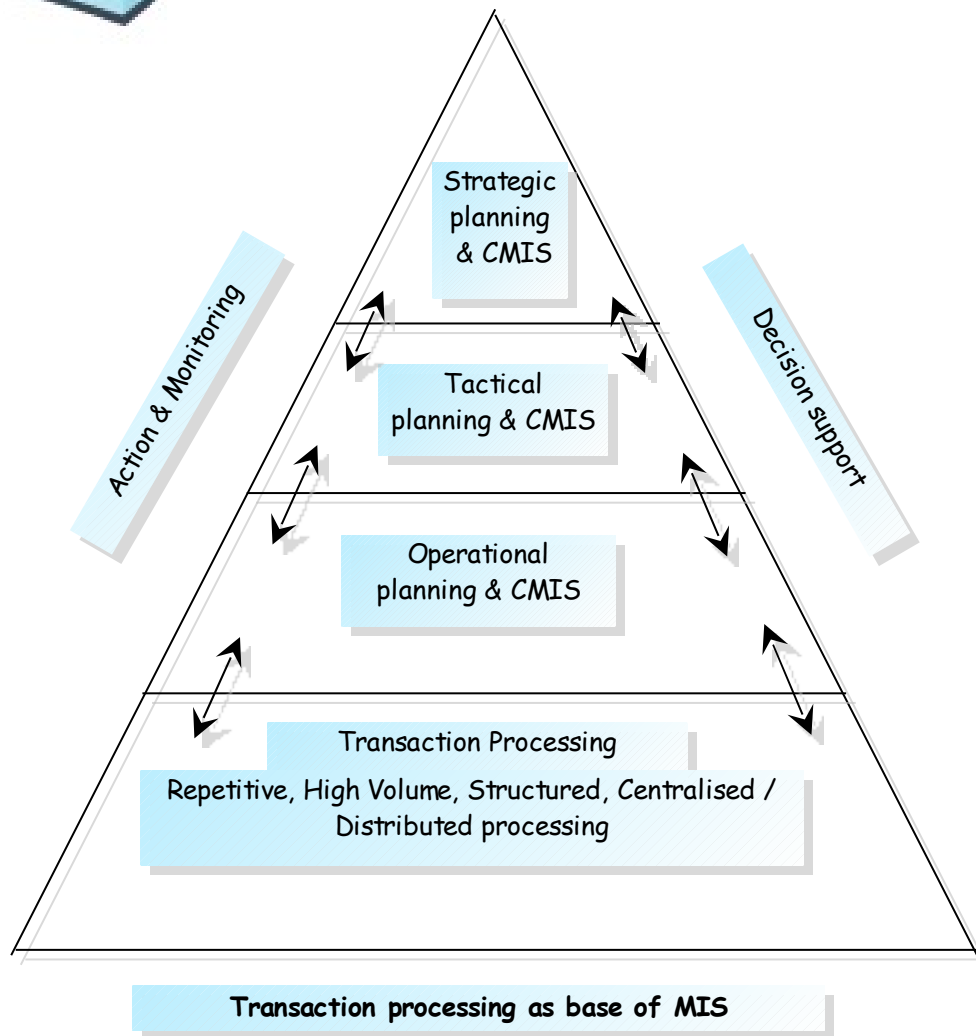 Strategic
planning
& CMIS
Action & Monitoring
Decision support
Tactical
planning & CMIS
Operational
planning & CMIS
Transaction Processing
Repetitive, High Volume, Structured, Centralised /
Distributed processing
Transaction processing as base of MIS